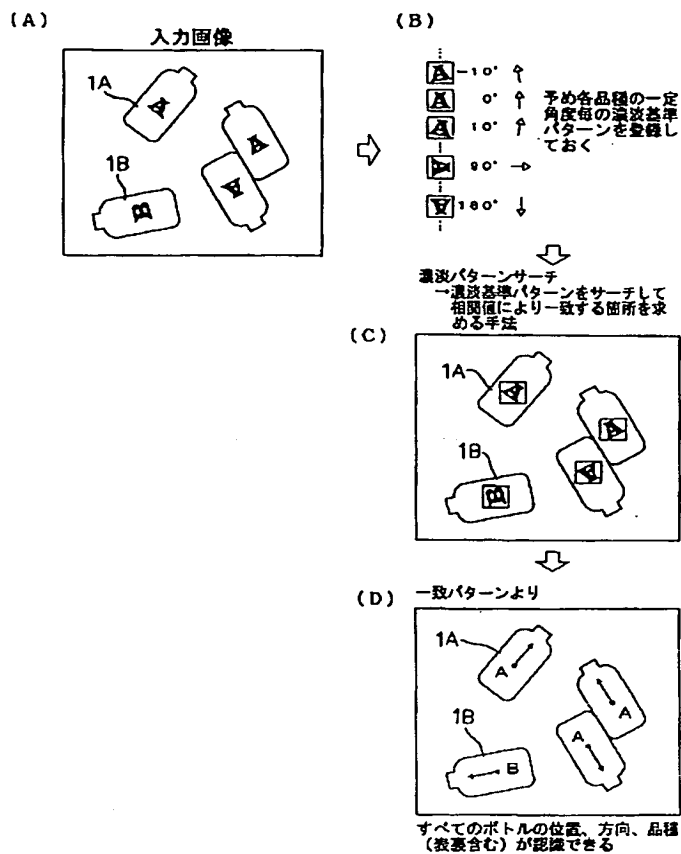 (A)
入力画像
1A
A
A
A
1B
B
(B)
A -10° ↑
A 0° ↑
A 10° ↑
A 90° →
A 180° ↓
予め各品種の一定
角度毎の濃淡基準
パターンを登録し
ておく
濃淡パターンサーチ
→濃淡基準パターンをサーチして
相関値により一致する箇所を求
める手法
(C)
1A
A
A
A
1B
B
(D)
一致パターンより
1A
A
A
A
1B
B
すべてのボトルの位置、方向、品種
(表裏含む)が認識できる